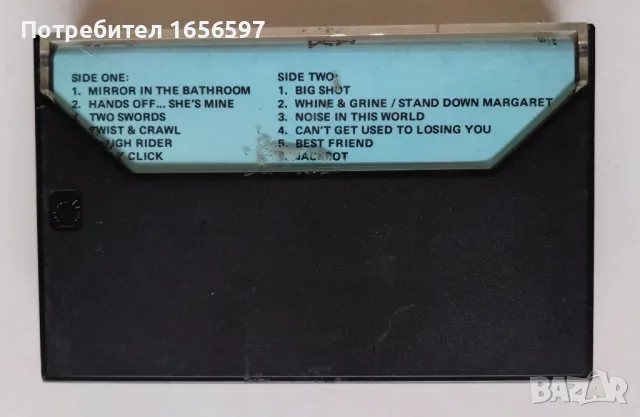 Потребител 1656597
SIDE ONE:
1. MIRROR IN THE BATHROOM
2. HANDS OFF... SHE'S MINE
TWO SWORDS
TWIST & CRAWL
RIDER
CLICK
SIDE TWO:
1. BIG SHOT
2. WHINE & GRINE / STAND DOWN MARGARET
3. NOISE IN THIS WORLD
4. CAN'T GET USED TO LOSING YOU
5. BEST FRIEND
JACKPOT
BAZAR